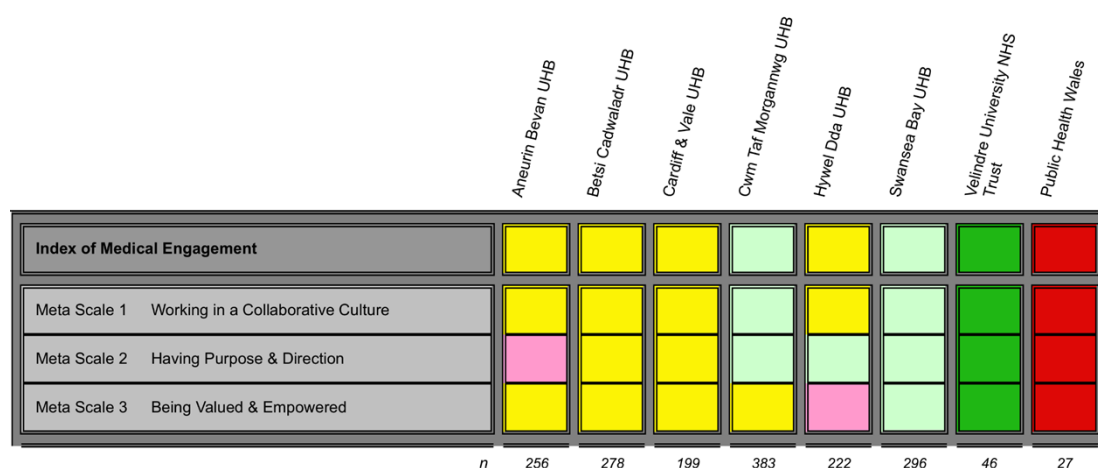 Aneurin Bevan UHB
Betsi Cadwaladr UHB
Cardiff & Vale UHB
Cwm Taf Morgannwg UHB
Hywel Dda UHB
Swansea Bay UHB
Velindre University NHS
Trust
Public Health Wales
Index of Medical Engagement
Meta Scale 1 Working in a Collaborative Culture
Meta Scale 2 Having Purpose & Direction
Meta Scale 3 Being Valued & Empowered
n 256 278 199 383 222 296 46 27